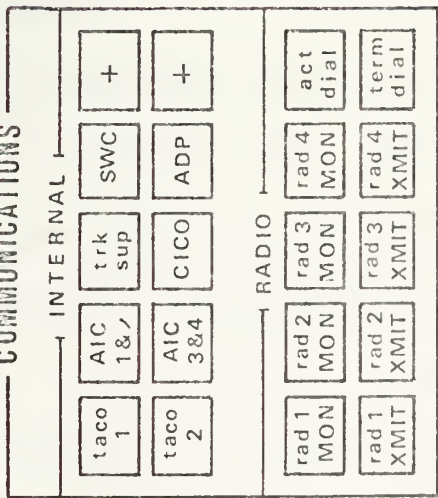 COMMUNICATIONS
INTERNAL
taco
1
AIC
1&
trk
sup
SWC
+
taco
2
AIC
3&4
CICO
ADP
+
RADIO
rad 1
MON
rad 2
MON
rad 3
MON
rad 4
MON
act
dial
rad 1
XMIT
rad 2
XMIT
rad 3
XMIT
rad 4
XMIT
term
dial